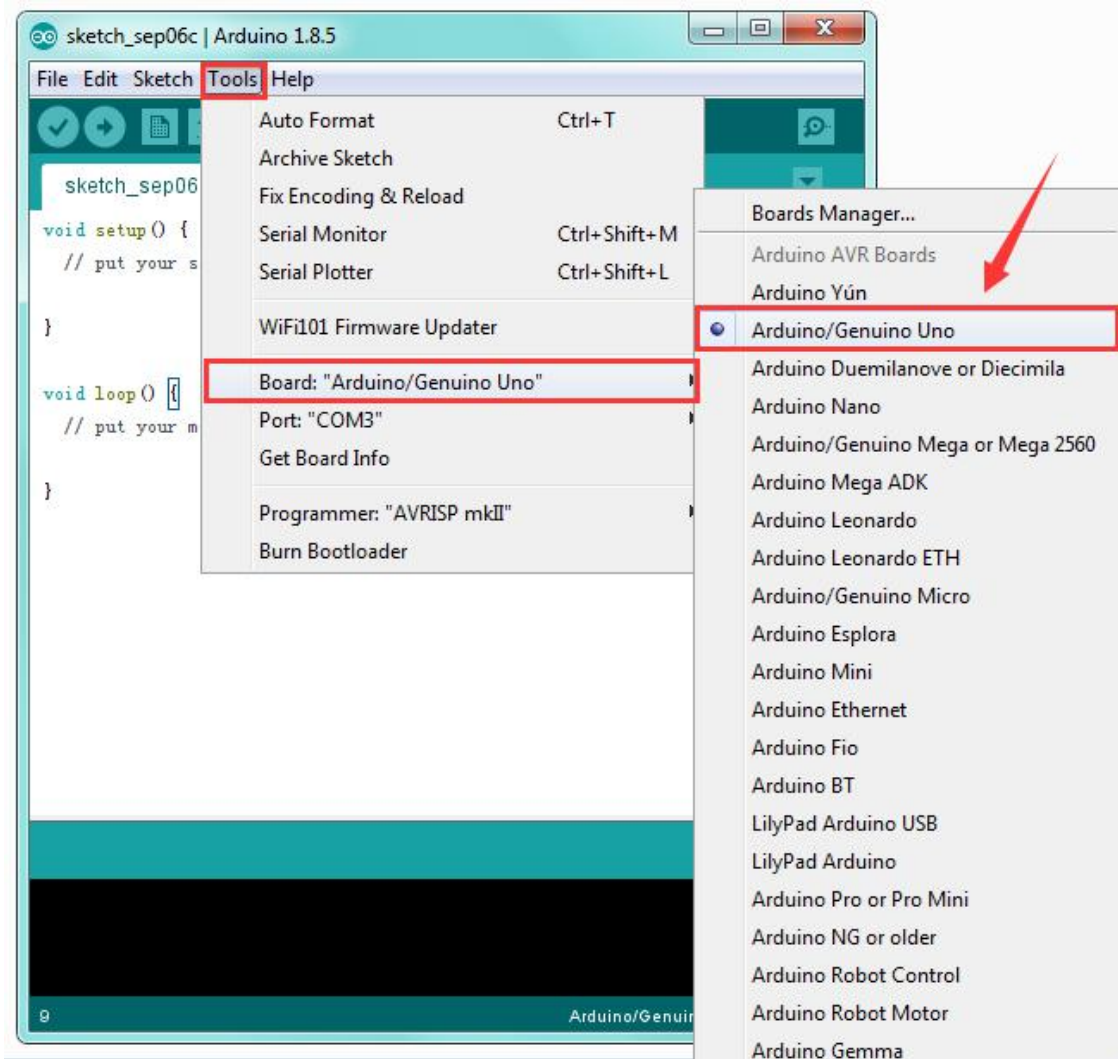 sketch_sep06c | Arduino 1.8.5
File Edit Sketch Tools Help
Auto Format Ctrl+T
Archive Sketch
Fix Encoding & Reload
Serial Monitor Ctrl+Shift+M
Serial Plotter Ctrl+Shift+L
WiFi101 Firmware Updater
Board: "Arduino/Genuino Uno"
Port: "COM3"
Get Board Info
Programmer: "AVRISP mkII"
Burn Bootloader
sketch_sep06
void setup() {
// put your s
}
void loop() {
// put your m
}
Boards Manager...
Arduino AVR Boards
Arduino Yún
Arduino/Genuino Uno
Arduino Duemilanove or Diecimila
Arduino Nano
Arduino/Genuino Mega or Mega 2560
Arduino Mega ADK
Arduino Leonardo
Arduino Leonardo ETH
Arduino/Genuino Micro
Arduino Esplora
Arduino Mini
Arduino Ethernet
Arduino Fio
Arduino BT
LilyPad Arduino USB
LilyPad Arduino
Arduino Pro or Pro Mini
Arduino NG or older
Arduino Robot Control
Arduino Robot Motor
Arduino Gemma
9 Arduino/Genuin